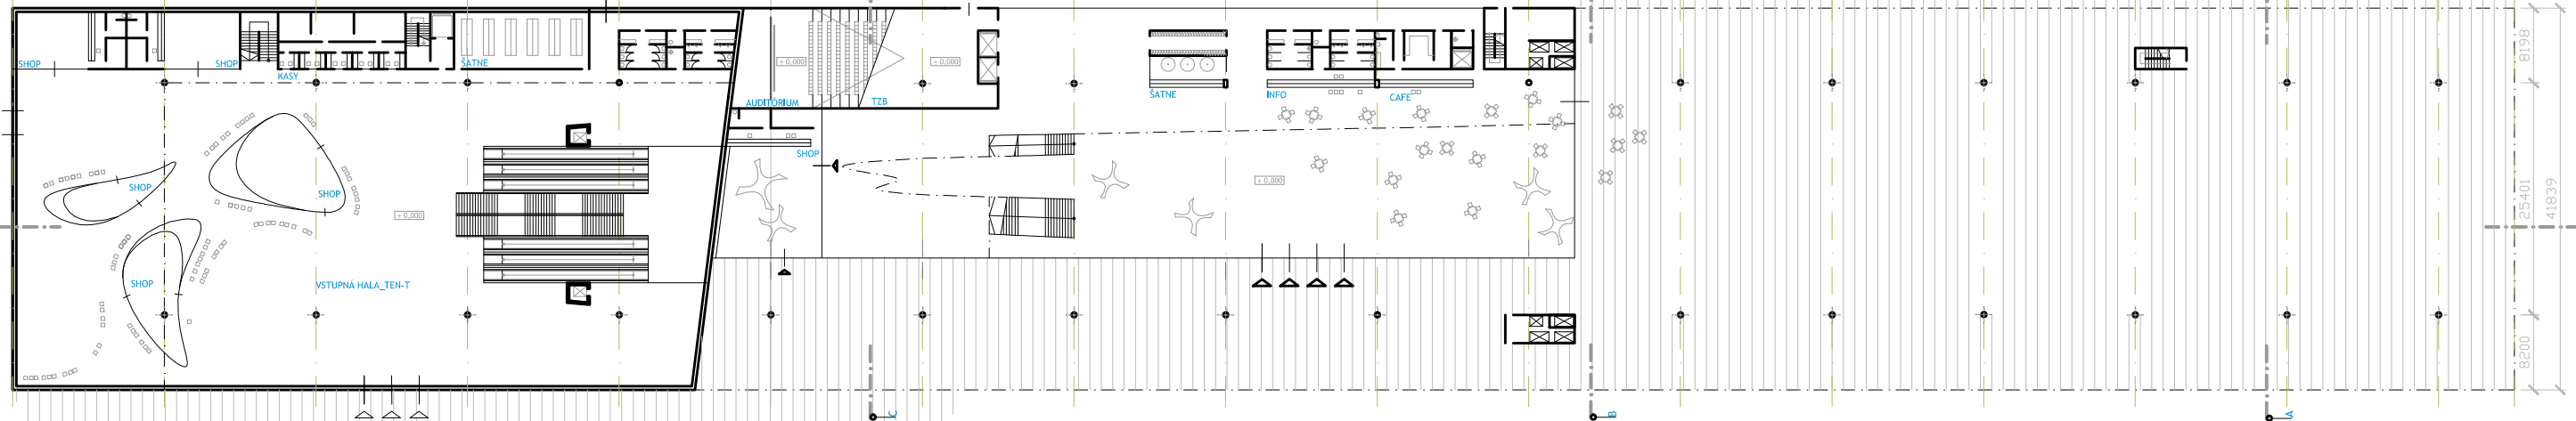 SHOP
SHOP
KASY
ŠATNE
± 0,000
± 0,000
AUDITÓRIUM
TZB
ŠATNE
INFO
CAFE
SHOP
SHOP
SHOP
± 0,000
± 0,000
SHOP
VSTUPNÁ HALA_TEN-T
8198
25401
41839
8200
C
B
A